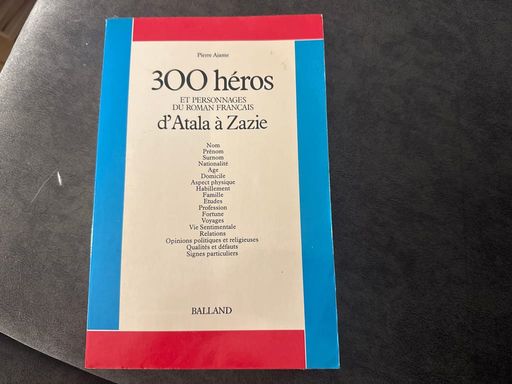 Pierre Ajame
300 héros
ET PERSONNAGES
DU ROMAN FRANÇAIS
d'Atala à Zazie
Nom
Prénom
Surnom
Nationalité
Age
Domicile
Aspect physique
Habillement
Famille
Etudes
Profession
Fortune
Voyages
Vie Sentimentale
Relations
Opinions politiques et religieuses
Qualités et défauts
Signes particuliers
BALLAND